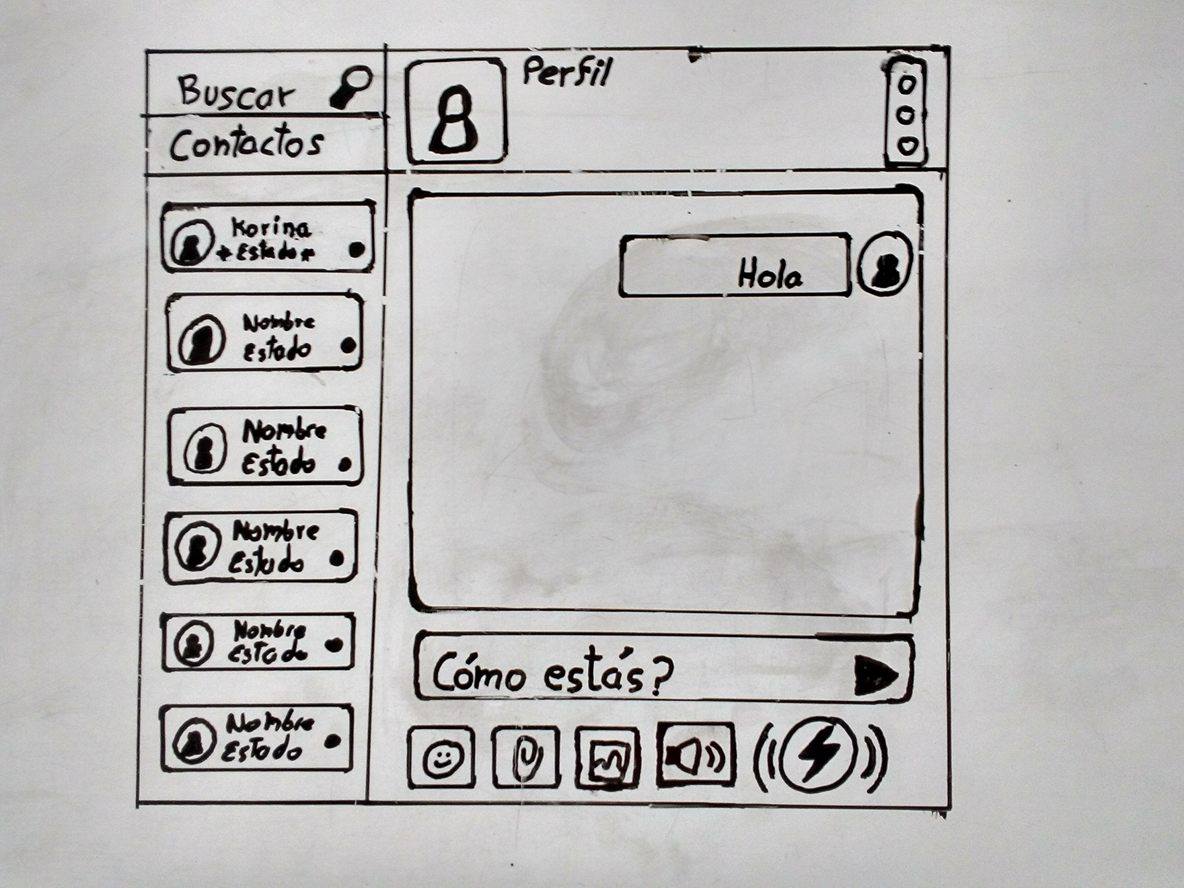 Buscar
Contactos
Korina
+ Estado +
Nombre
Estado
Nombre
Estado
Nombre
Estado
Nombre
Estado
Nombre
Estado
Perfil
Hola
Cómo estás?